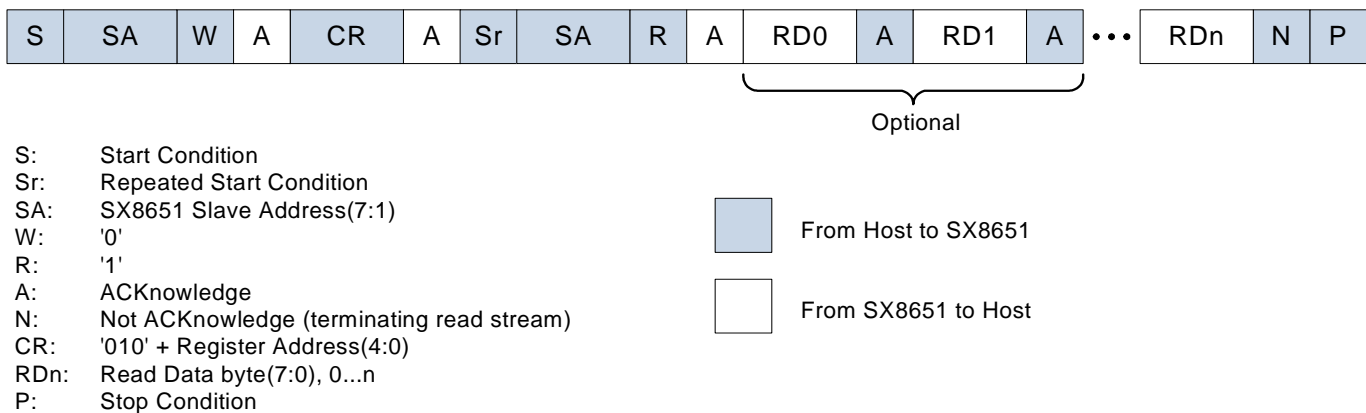 S SA W A CR A Sr SA R A RD0 A RD1 A ••• RDn N P
Optional
S: Start Condition
Sr: Repeated Start Condition
SA: SX8651 Slave Address(7:1)
W: '0'
R: '1'
A: ACKnowledge
N: Not ACKnowledge (terminating read stream)
CR: '010' + Register Address(4:0)
RDn: Read Data byte(7:0), 0...n
P: Stop Condition
From Host to SX8651
From SX8651 to Host